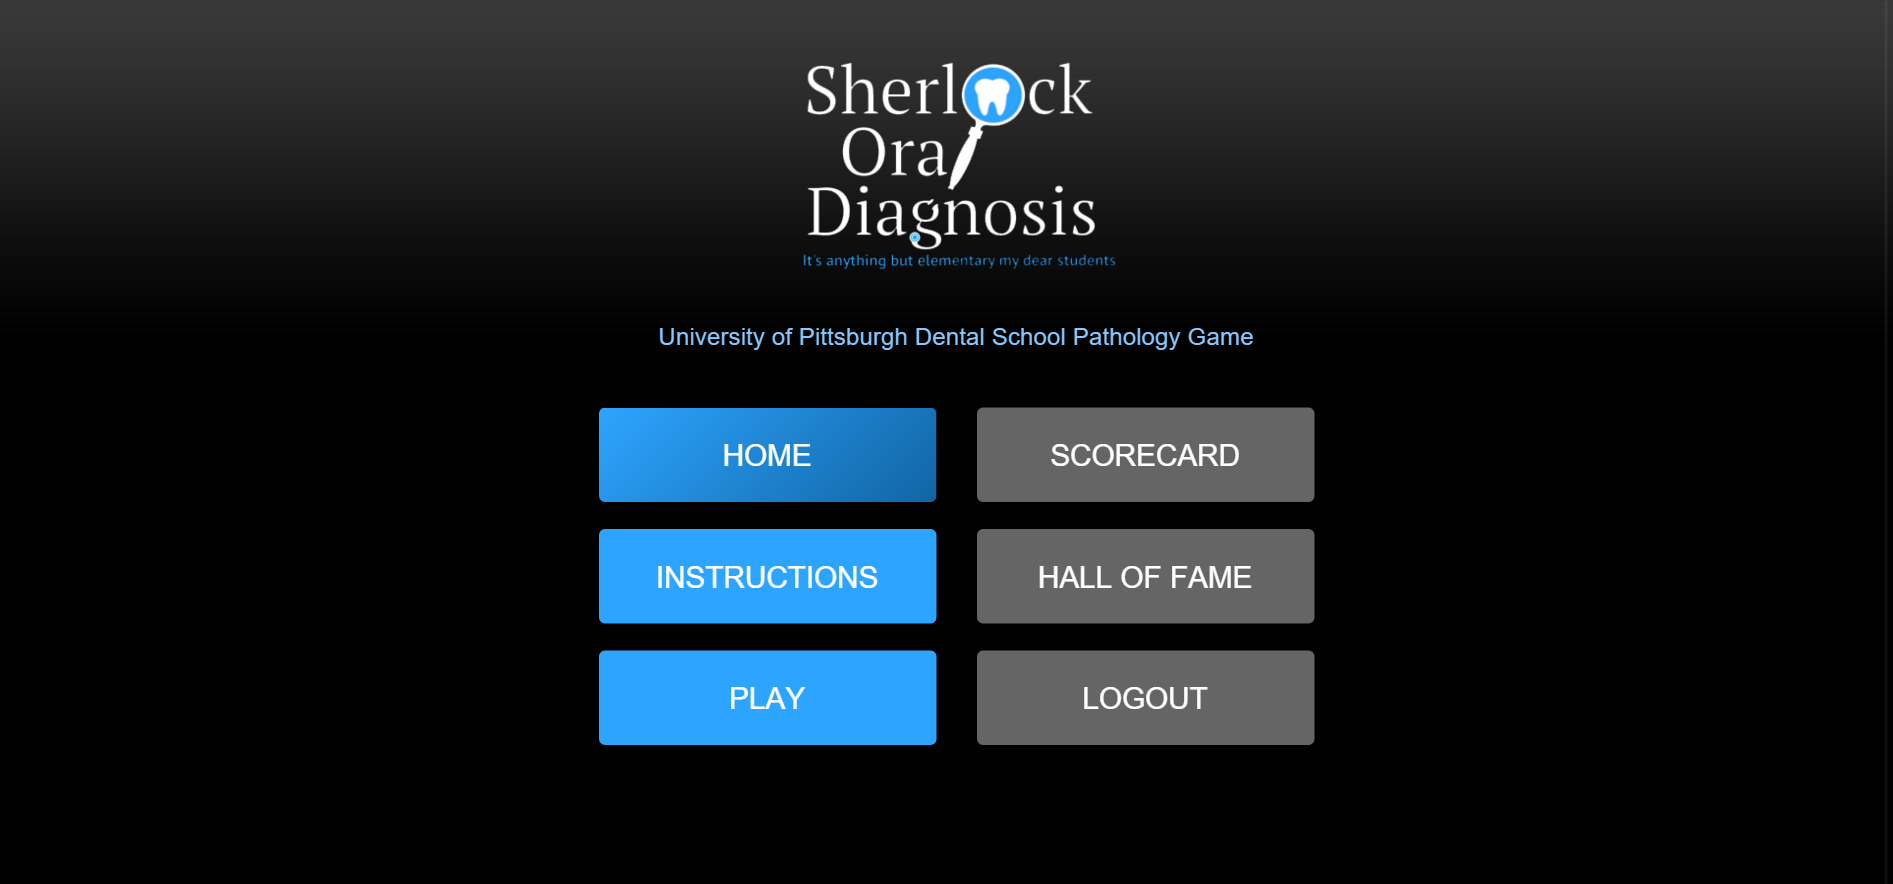 Sherlock
Oral
Diagnosis
It's anything but elementary my dear students
University of Pittsburgh Dental School Pathology Game
HOME
SCORECARD
INSTRUCTIONS
HALL OF FAME
PLAY
LOGOUT